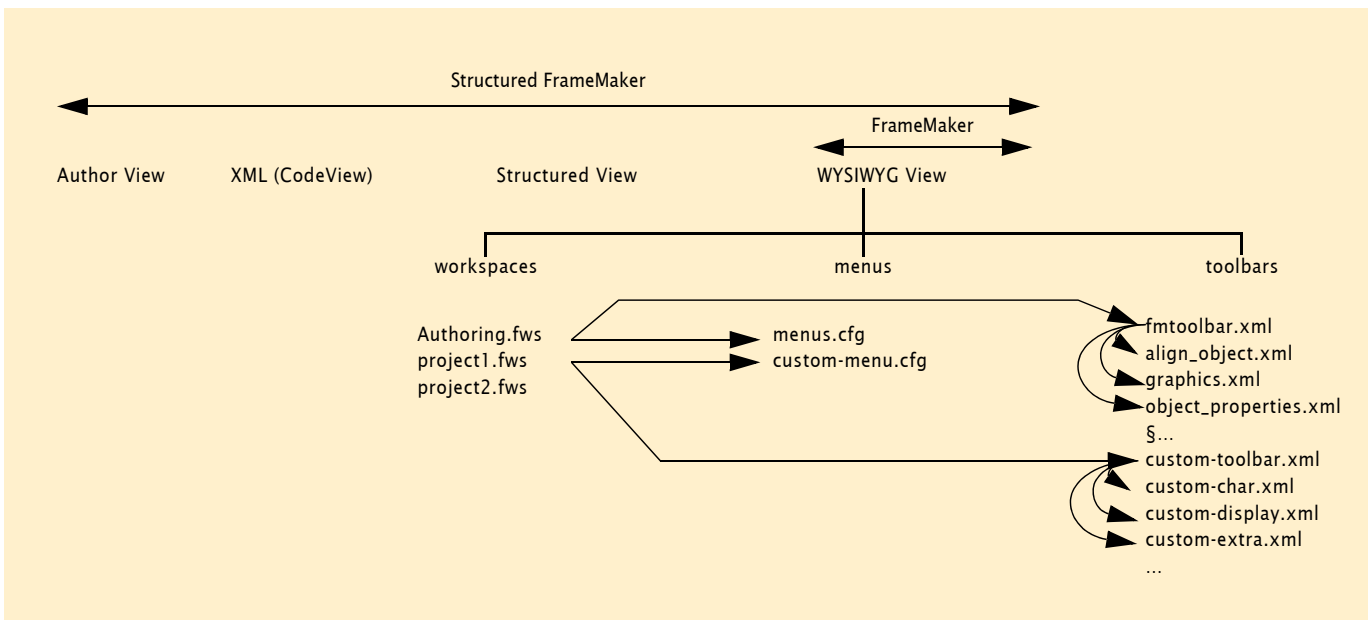 Structured FrameMaker
FrameMaker
Author View
XML (CodeView)
Structured View
WYSIWYG View
workspaces
menus
toolbars
Authoring.fws
project1.fws
project2.fws
menus.cfg
custom-menu.cfg
fmtoolbar.xml
align_object.xml
graphics.xml
object_properties.xml
§...
custom-toolbar.xml
custom-char.xml
custom-display.xml
custom-extra.xml
...